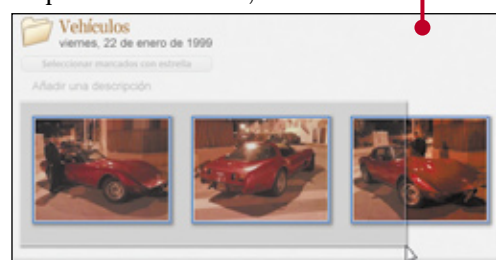 Vehículos
viernes, 22 de enero de 1999
Seleccionar marcados con estrella
Añadir una descripción